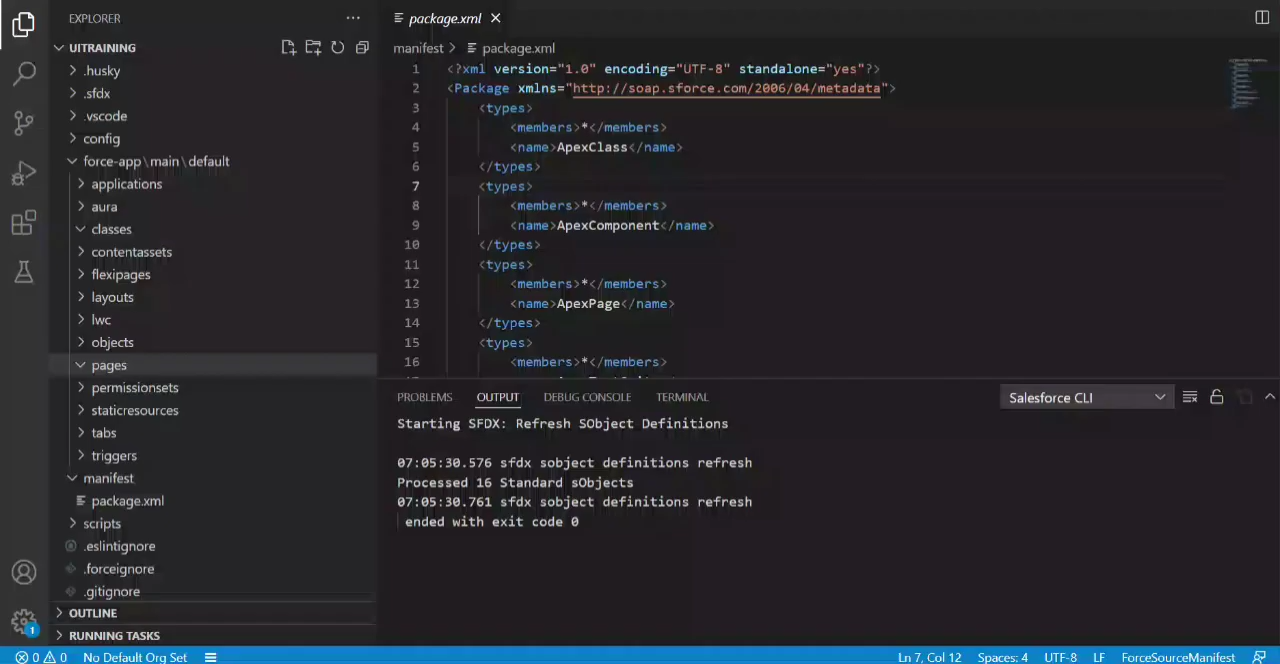 EXPLORER
UITRAINING
.husky
.sfdx
.vscode
config
force-app\main\default
applications
aura
classes
contentassets
flexipages
layouts
lwc
objects
pages
permissionsets
staticresources
tabs
triggers
manifest
package.xml
scripts
.eslintignore
.forceignore
.gitignore
OUTLINE
RUNNING TASKS
package.xml
manifest > package.xml
1 <?xml version="1.0" encoding="UTF-8" standalone="yes"?>
2 <Package xmlns="http://soap.sforce.com/2006/04/metadata">
3 <types>
4 <members>*</members>
5 <name>ApexClass</name>
6 </types>
7 <types>
8 <members>*</members>
9 <name>ApexComponent</name>
10 </types>
11 <types>
12 <members>*</members>
13 <name>ApexPage</name>
14 </types>
15 <types>
16 <members>*</members>
PROBLEMS OUTPUT DEBUG CONSOLE TERMINAL Salesforce CLI
Starting SFDX: Refresh SObject Definitions
07:05:30.576 sfdx sobject definitions refresh
Processed 16 Standard sObjects
07:05:30.761 sfdx sobject definitions refresh
ended with exit code 0
1
0 0 No Default Org Set Ln 7, Col 12 Spaces: 4 UTF-8 LF ForceSourceManifest